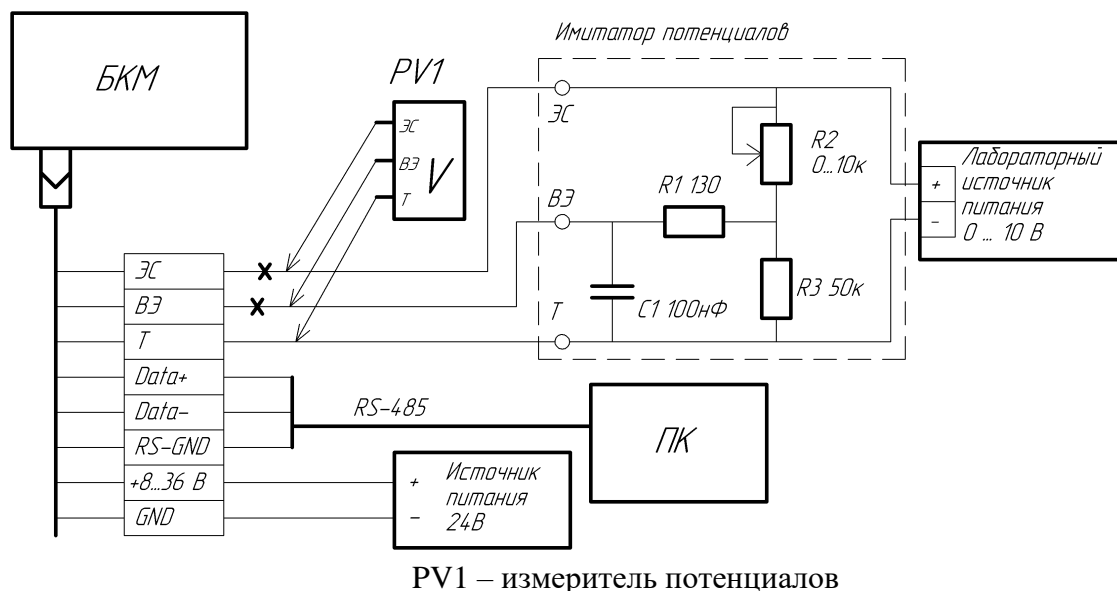 БКМ
PV1
ЭС
ВЭ
Т
V
Имитатор потенциалов
ЭС
ВЭ
Т
R1 130
R2
0...10к
R3 50к
C1 100нФ
+
−
Лабораторный
источник
питания
0 ... 10 В
ЭС
ВЭ
Т
Data+
Data-
RS-GND
+8...36 В
GND
RS-485
ПК
+
−
Источник
питания
24В
PV1 – измеритель потенциалов